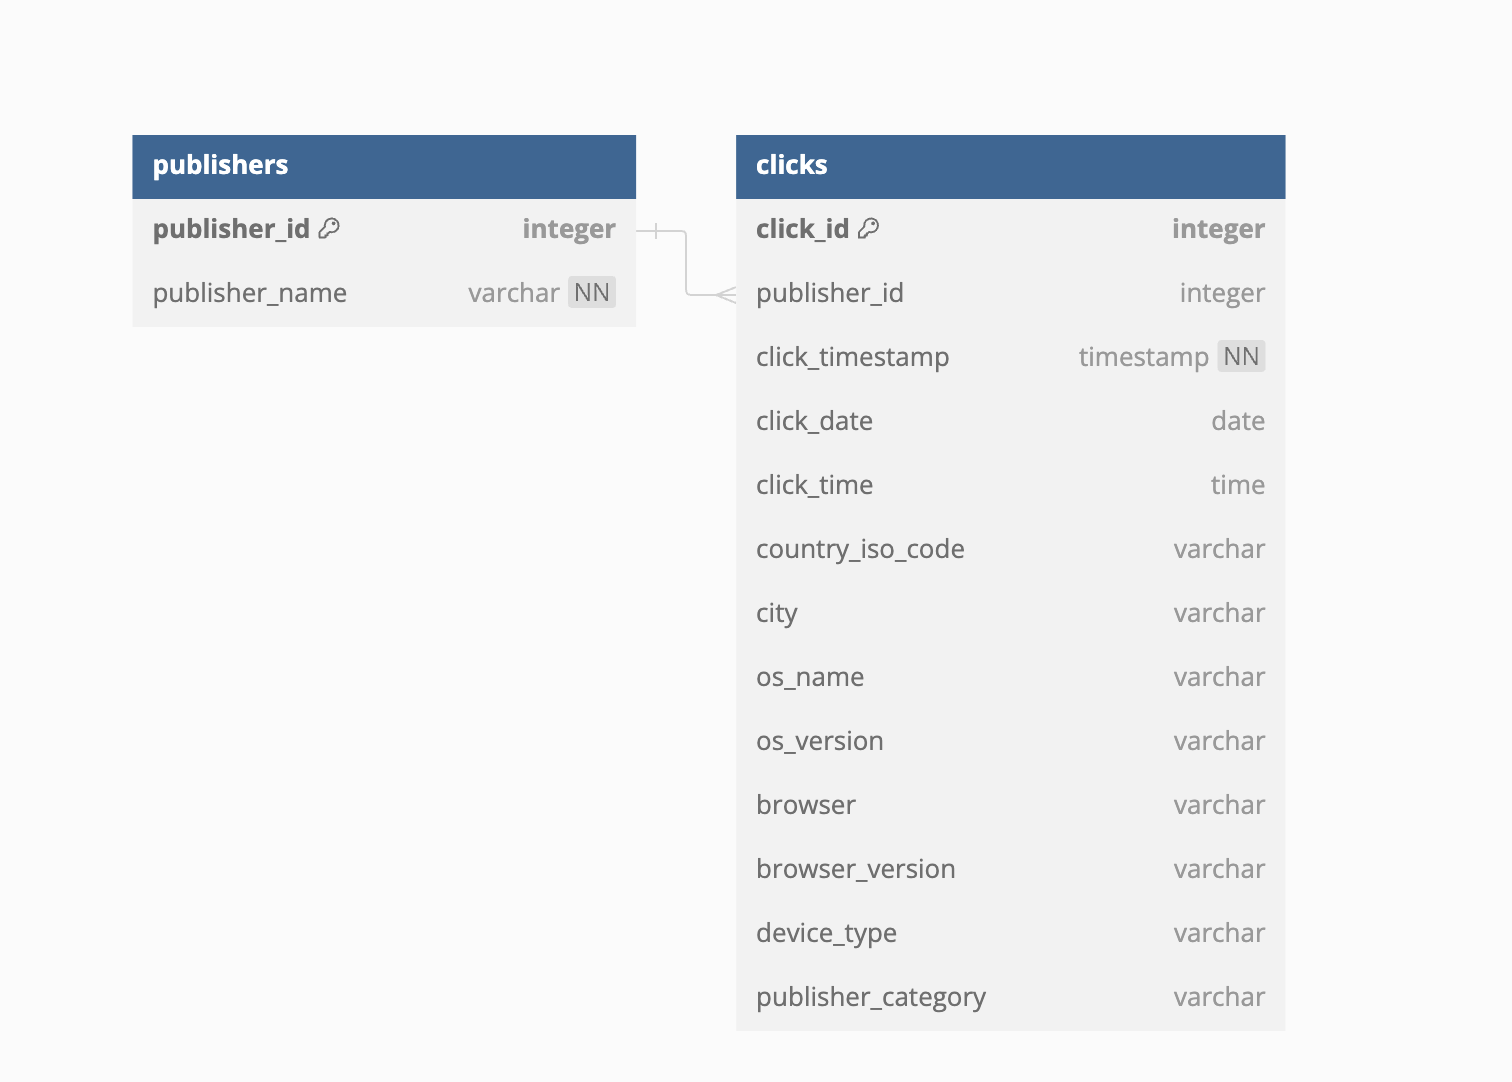 publishers
publisher_id integer
publisher_name varchar NN
clicks
click_id integer
publisher_id integer
click_timestamp timestamp NN
click_date date
click_time time
country_iso_code varchar
city varchar
os_name varchar
os_version varchar
browser varchar
browser_version varchar
device_type varchar
publisher_category varchar